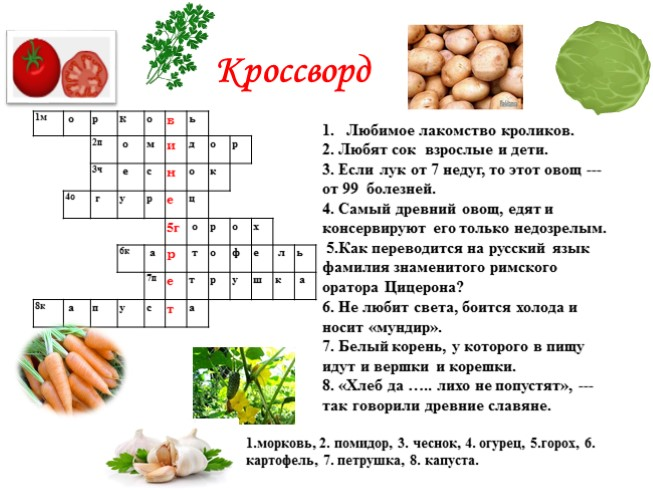 Кроссворд
1м о р к о в ь
2п о м и д о р
3ч е с н о к
4о г у р е ц
5г о р о х
6к а р т о ф е л ь
7п е т р у ш к а
8к а п у с т а
1. Любимое лакомство кроликов.
2. Любят сок взрослые и дети.
3. Если лук от 7 недуг, то этот овощ ---
от 99 болезней.
4. Самый древний овощ, едят и
консервируют его только недозрелым.
5.Как переводится на русский язык
фамилия знаменитого римского
оратора Цицерона?
6. Не любит света, боится холода и
носит «мундир».
7. Белый корень, у которого в пищу
идут и вершки и корешки.
8. «Хлеб да ….. лихо не попустят», ---
так говорили древние славяне.
1.морковь, 2. помидор, 3. чеснок, 4. огурец, 5.горох, 6.
картофель, 7. петрушка, 8. капуста.